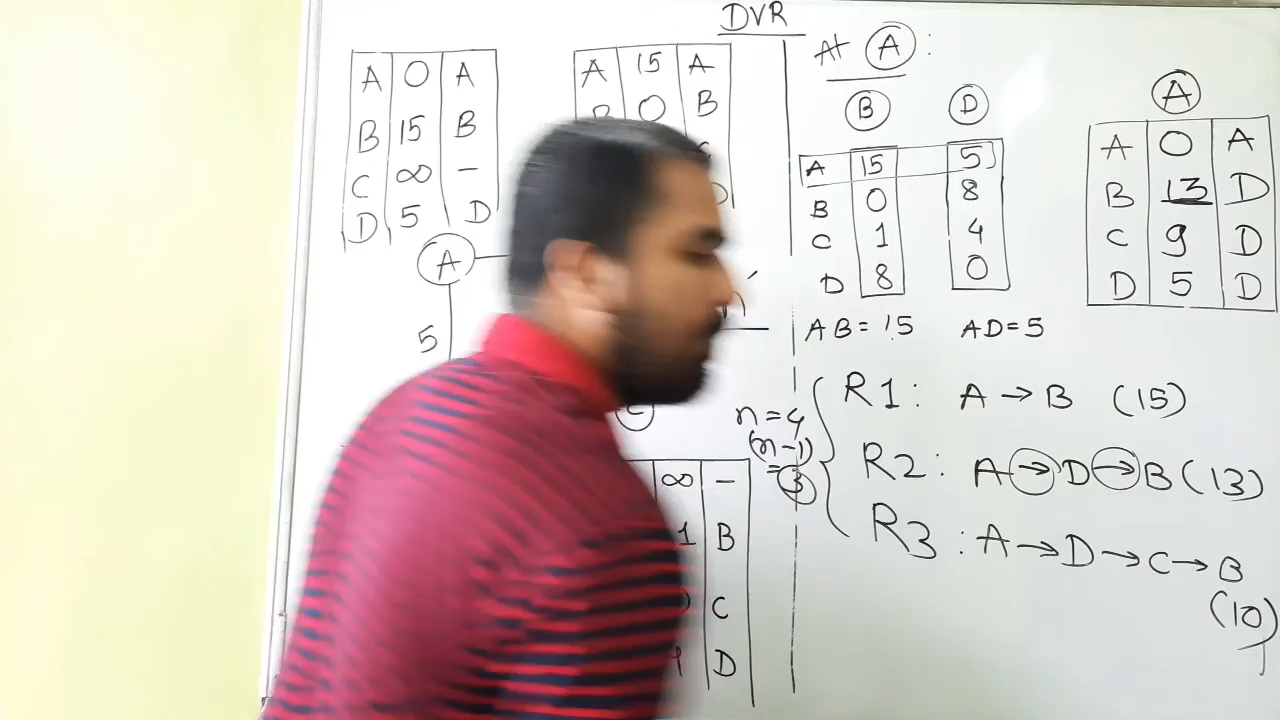 DVR
A 0 A
B 15 B
C ∞ -
D 5 D
A 15 A
B 0 B
A
5
C
∞ -
1 B
C
D
At A :
B D
A 15 5
B 0 8
C 1 4
D 8 0
AB = 15 AD = 5
A
A 0 A
B 13 D
C 9 D
D 5 D
n = 4
(n-1)
= 3
R1 : A → B (15)
R2 : A → D → B (13)
R3 : A → D → C → B
(10)